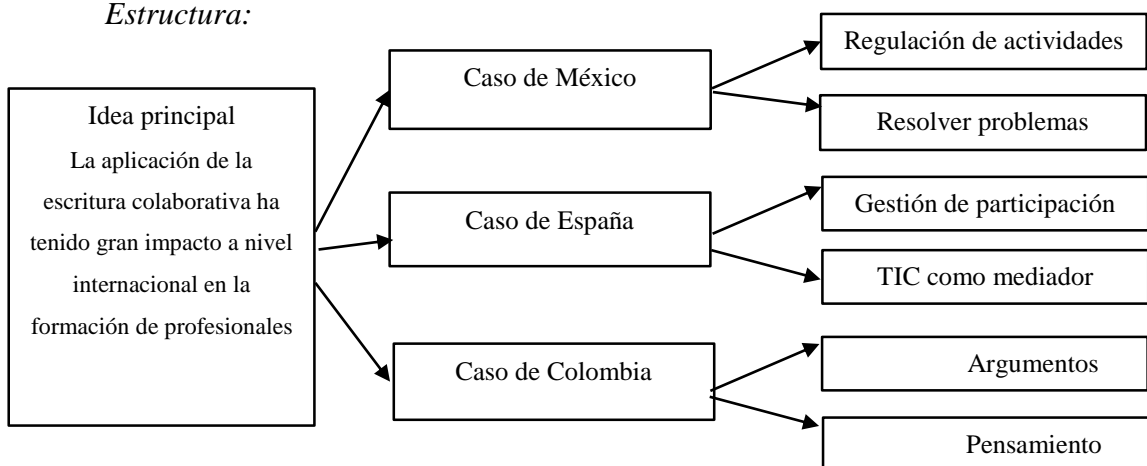 Estructura:
Idea principal
La aplicación de la
escritura colaborativa ha
tenido gran impacto a nivel
internacional en la
formación de profesionales
Caso de México
Regulación de actividades
Resolver problemas
Caso de España
Gestión de participación
TIC como mediador
Caso de Colombia
Argumentos
Pensamiento